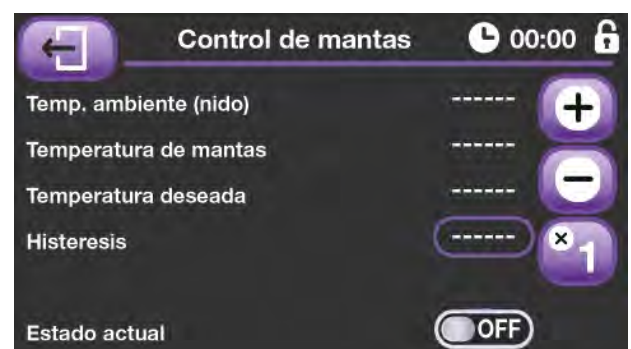 Control de mantas 00:00
Temp. ambiente (nido) ------
Temperatura de mantas ------
Temperatura deseada ------
Histeresis ------
×1
Estado actual OFF